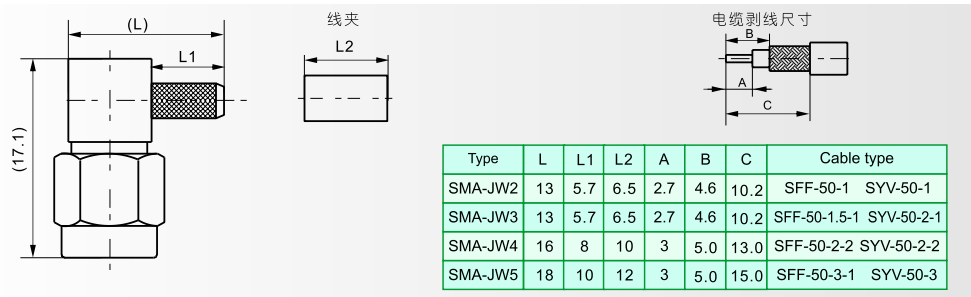 (L)
L1
(17.1)
线夹
L2
电缆剥线尺寸
B
A
C
Type L L1 L2 A B C Cable type
SMA-JW2 13 5.7 6.5 2.7 4.6 10.2 SFF-50-1 SYV-50-1
SMA-JW3 13 5.7 6.5 2.7 4.6 10.2 SFF-50-1.5-1 SYV-50-2-1
SMA-JW4 16 8 10 3 5.0 13.0 SFF-50-2-2 SYV-50-2-2
SMA-JW5 18 10 12 3 5.0 15.0 SFF-50-3-1 SYV-50-3